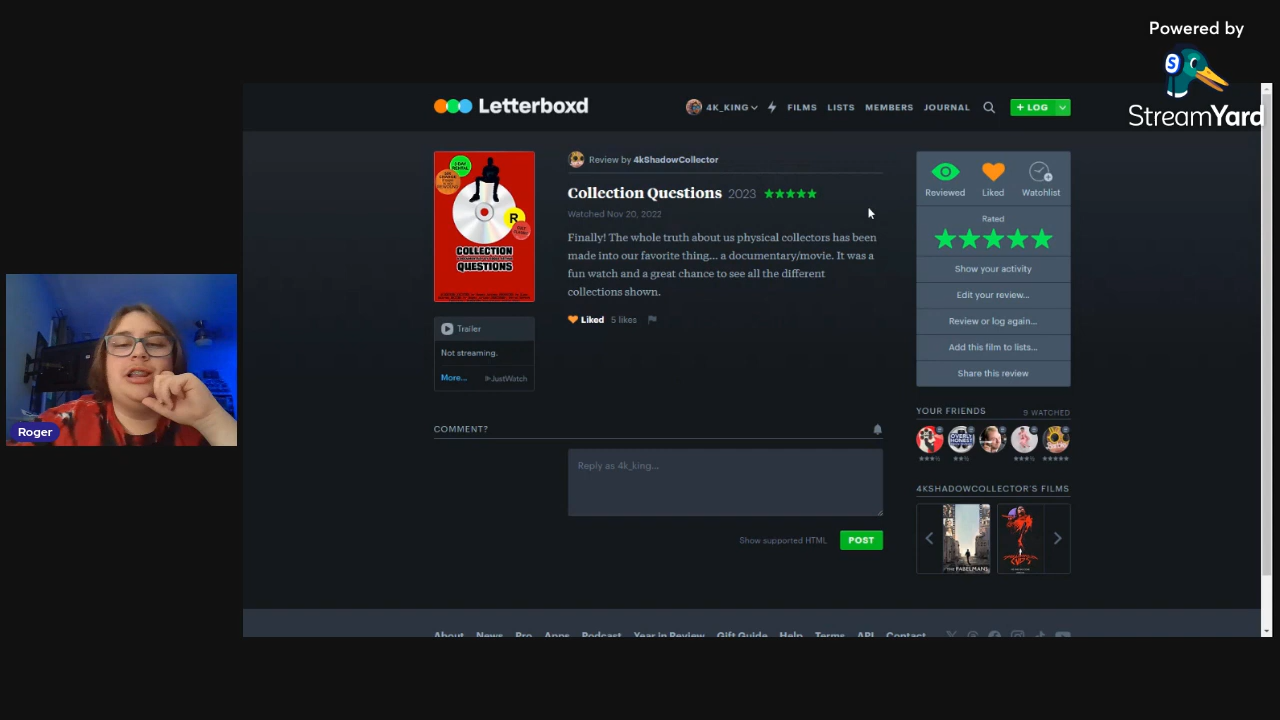 Powered by
StreamYard
Letterboxd
4K_KING
FILMS
LISTS
MEMBERS
JOURNAL
+ LOG
Review by 4kShadowCollector
Collection Questions 2023 ★★★★★
Watched Nov 20, 2022
Finally! The whole truth about us physical collectors has been
made into our favorite thing... a documentary/movie. It was a
fun watch and a great chance to see all the different
collections shown.
Liked 5 likes
R
COLLECTION
QUESTIONS
Trailer
Not streaming.
More...
JustWatch
Reviewed
Liked
Watchlist
Rated
Show your activity
Edit your review...
Review or log again...
Add this film to lists...
Share this review
YOUR FRIENDS
9 WATCHED
4KSHADOWCOLLECTOR'S FILMS
THE FABELMANS
COMMENT?
Reply as 4k_king...
Show supported HTML
POST
Roger
About News Pro Apps Podcast Year in Review Gift Guide Help Terms API Contact